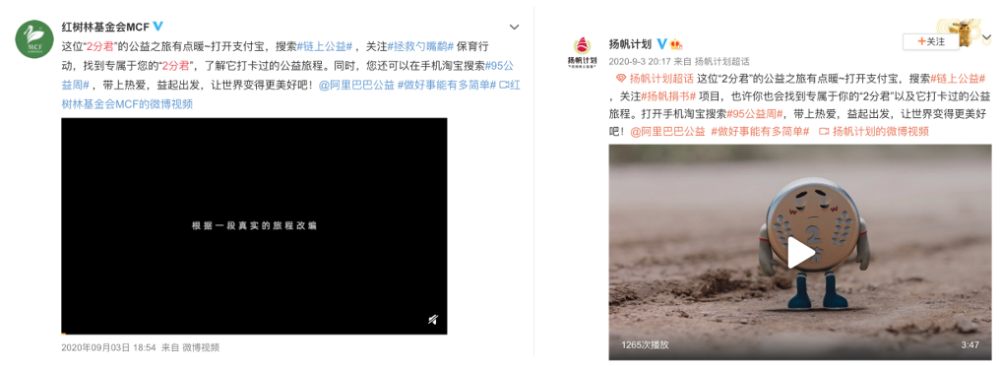 MCF
红树林基金会MCF
这位"2分君"的公益之旅有点暖~打开支付宝，搜索#链上公益# ，关注#拯救勺嘴鹬# 保育行
动，找到专属于您的"2分君"，了解它打卡过的公益旅程。同时，您还可以在手机淘宝搜索#95公
益周# ，带上热爱，益起出发，让世界变得更美好吧！@阿里巴巴公益 #做好事能有多简单# 红
树林基金会MCF的微博视频
根据一段真实的旅程改编
2020年09月03日 18:54 来自 微博视频
扬帆计划
+关注
2020-9-3 20:17 来自 扬帆计划超话
扬帆计划超话 这位"2分君"的公益之旅有点暖~打开支付宝，搜索#链上公益#
，关注#扬帆捐书# 项目，也许你也会找到专属于你的"2分君"以及它打卡过的公益
旅程。打开手机淘宝搜索#95公益周#，带上热爱，益起出发，让世界变得更美好
吧！@阿里巴巴公益 #做好事能有多简单# 扬帆计划的微博视频
2
1265次播放
3:47